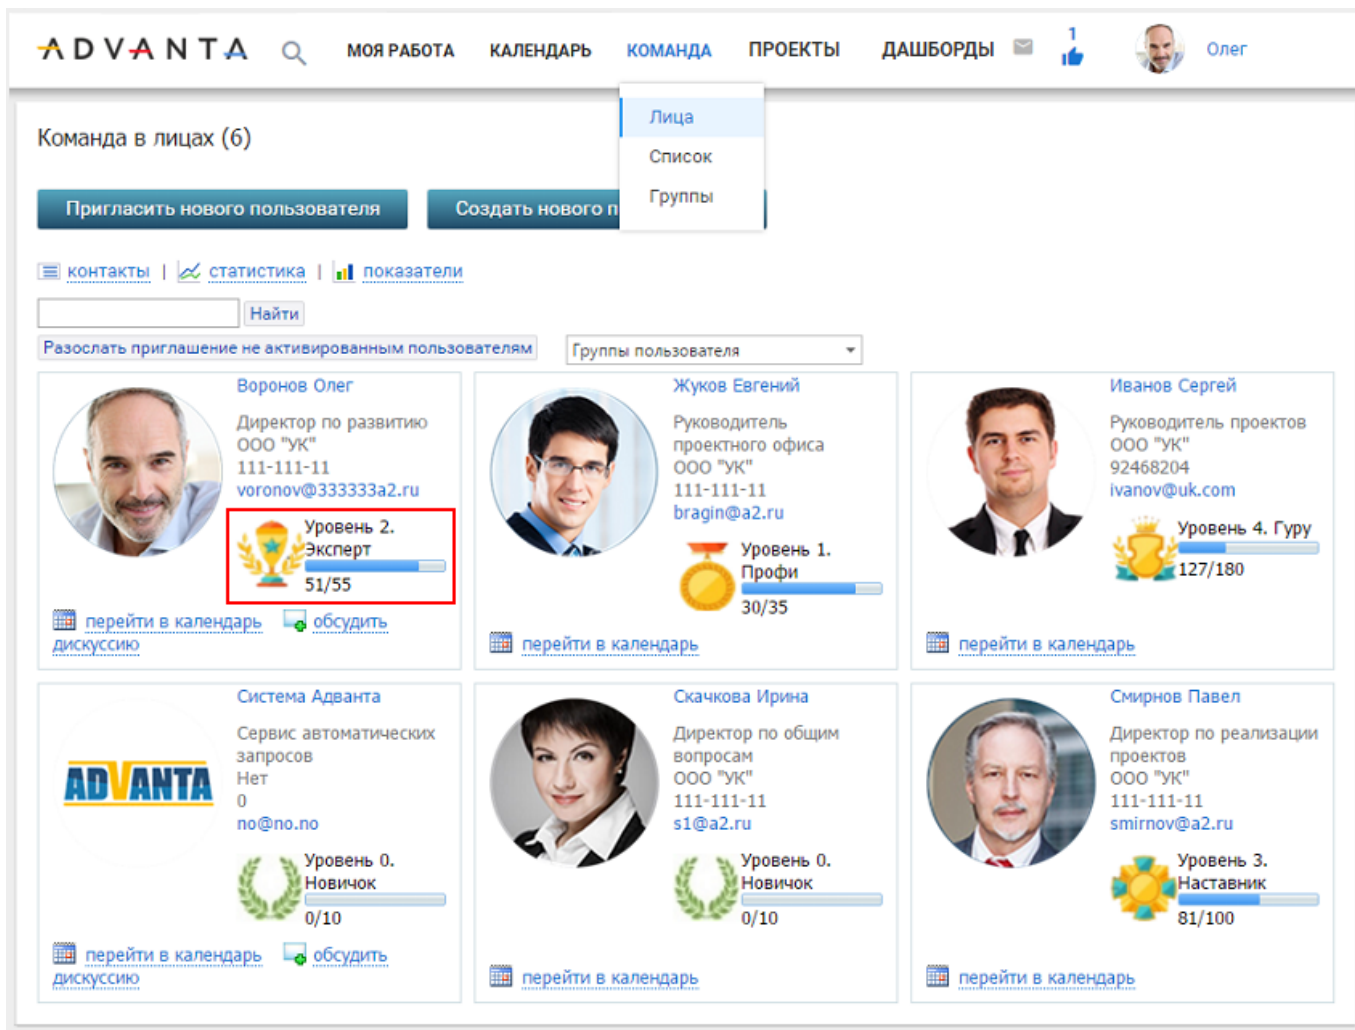 ADVANTA
МОЯ РАБОТА
КАЛЕНДАРЬ
КОМАНДА
ПРОЕКТЫ
ДАШБОРДЫ
1
Олег
Лица
Список
Группы
Команда в лицах (6)
Пригласить нового пользователя
Создать нового п
контакты | статистика | показатели
Найти
Разослать приглашение не активированным пользователям
Группы пользователя
Воронов Олег
Директор по развитию
ООО "УК"
111-111-11
voronov@333333a2.ru
Уровень 2.
Эксперт
51/55
перейти в календарь обсудить
дискуссию
Жуков Евгений
Руководитель
проектного офиса
ООО "УК"
111-111-11
bragin@a2.ru
Уровень 1.
Профи
30/35
перейти в календарь
Иванов Сергей
Руководитель проектов
ООО "УК"
92468204
ivanov@uk.com
Уровень 4. Гуру
127/180
перейти в календарь
ADVANTA
Система Адванта
Сервис автоматических
запросов
Нет
0
no@no.no
Уровень 0.
Новичок
0/10
перейти в календарь обсудить
дискуссию
Скачкова Ирина
Директор по общим
вопросам
ООО "УК"
111-111-11
s1@a2.ru
Уровень 0.
Новичок
0/10
перейти в календарь
Смирнов Павел
Директор по реализации
проектов
ООО "УК"
111-111-11
smirnov@a2.ru
Уровень 3.
Наставник
81/100
перейти в календарь